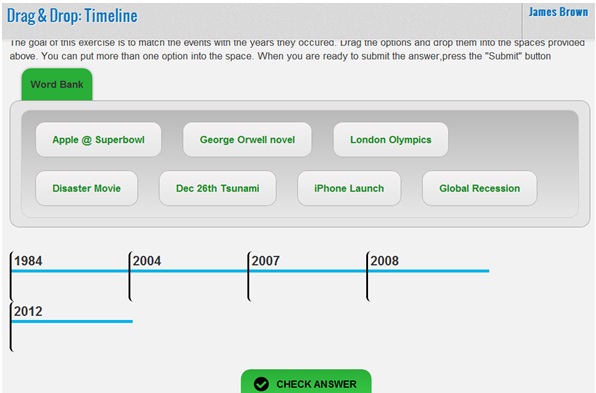 Drag & Drop: Timeline
James Brown
The goal of this exercise is to match the events with the years they occured. Drag the options and drop them into the spaces provided
above. You can put more than one option into the space. When you are ready to submit the answer,press the "Submit" button
Word Bank
Apple @ Superbowl George Orwell novel London Olympics
Disaster Movie Dec 26th Tsunami iPhone Launch Global Recession
1984 2004 2007 2008
2012
CHECK ANSWER